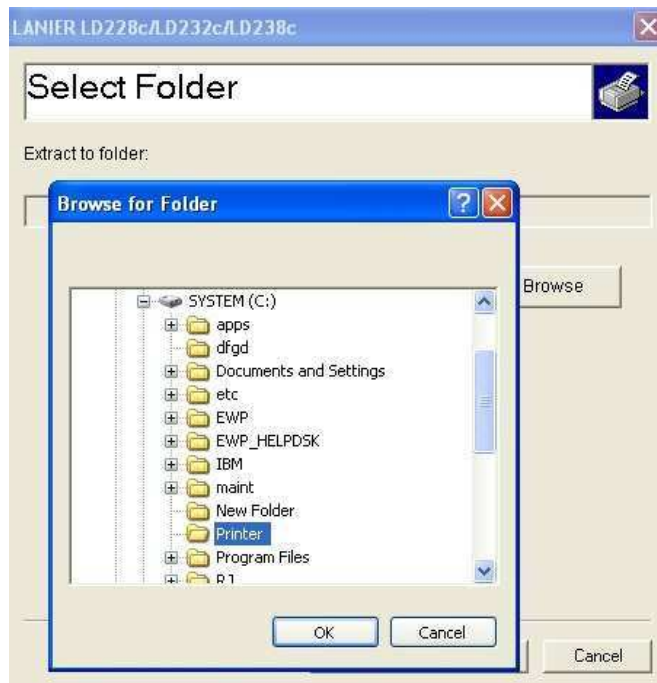 LANIER LD228c/LD232c/LD238c
Select Folder
Extract to folder:
Browse for Folder
Browse
SYSTEM (C:)
apps
dfgd
Documents and Settings
etc
EWP
EWP_HELPDSK
IBM
maint
New Folder
Printer
Program Files
OK
Cancel
Cancel